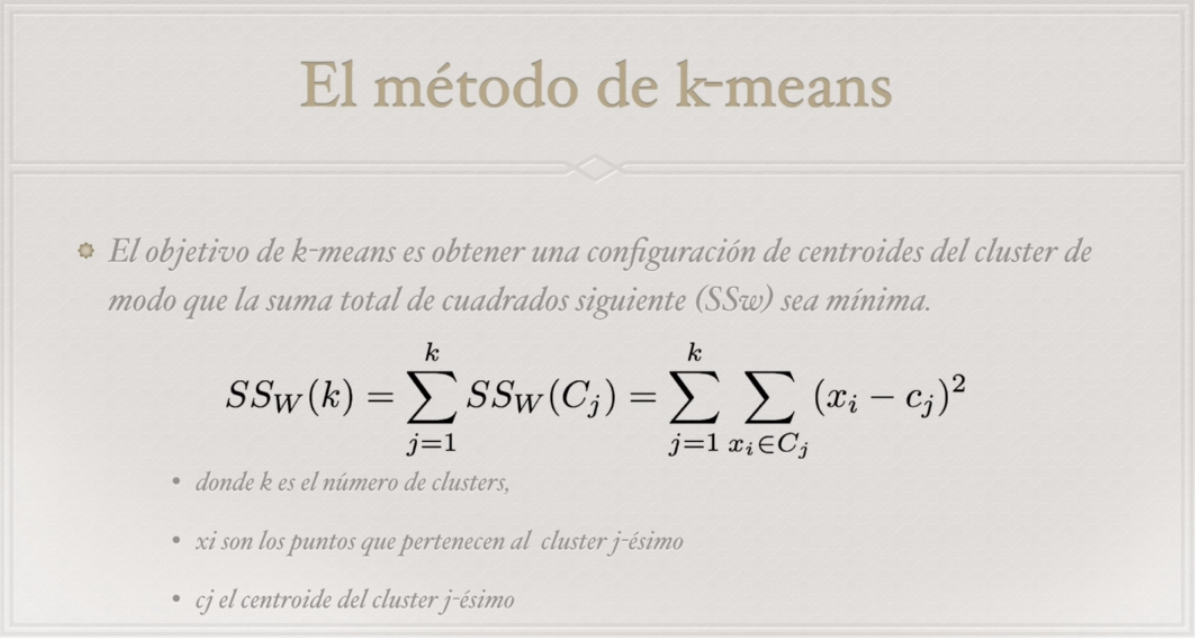 El método de k-means
El objetivo de k-means es obtener una configuración de centroides del cluster de
modo que la suma total de cuadrados siguiente (SSw) sea mínima.
$SS_W(k) = \sum_{j=1}^{k} SS_W(C_j) = \sum_{j=1}^{k} \sum_{x_i \in C_j} (x_i - c_j)^2$
• donde k es el número de clusters,
• xi son los puntos que pertenecen al cluster j-ésimo
• cj el centroide del cluster j-ésimo